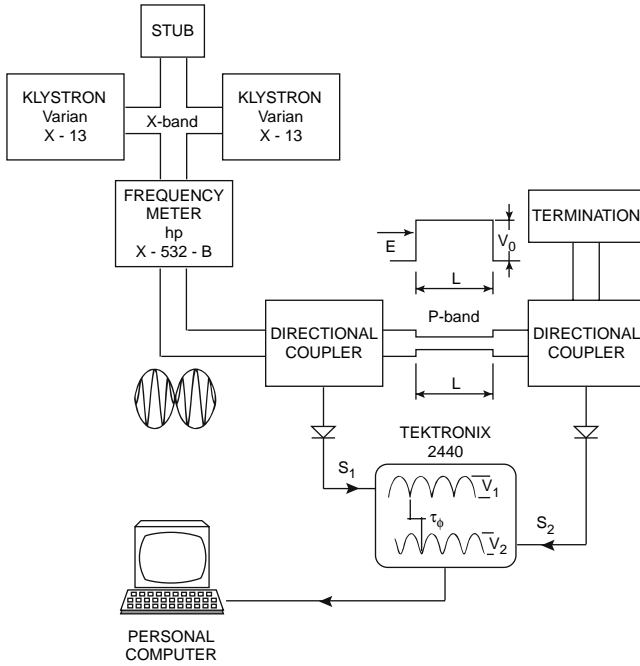 STUB
KLYSTRON
Varian
X - 13
X-band
KLYSTRON
Varian
X - 13
FREQUENCY
METER
hp
X - 532 - B
E
V0
L
TERMINATION
P-band
DIRECTIONAL
COUPLER
L
DIRECTIONAL
COUPLER
TEKTRONIX
2440
S1
V1
τϕ
V2
S2
PERSONAL
COMPUTER